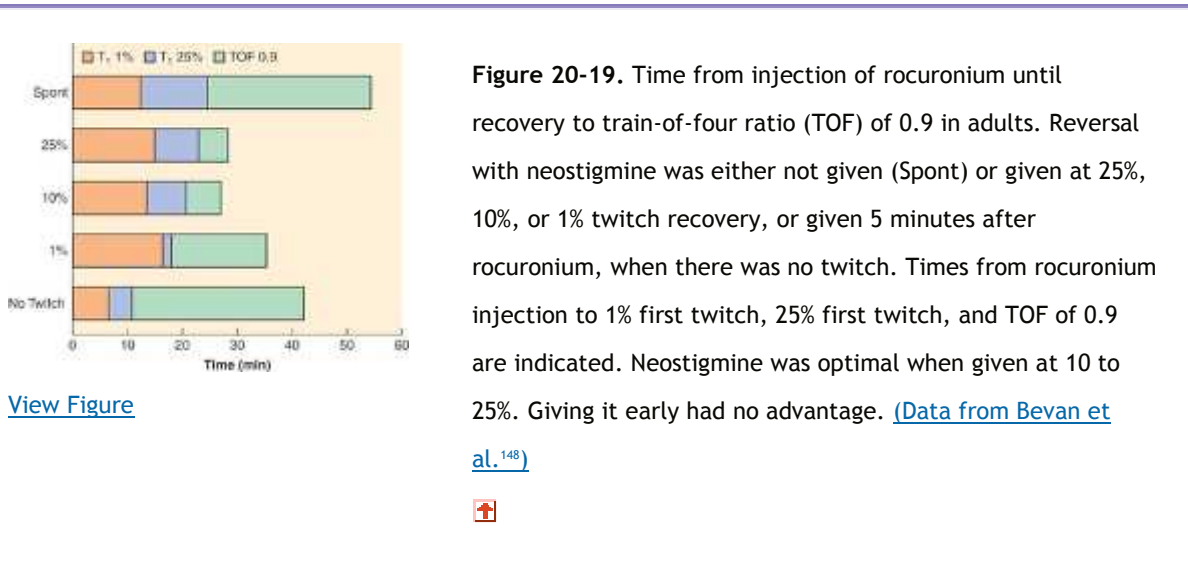 T₁ 1% T₁ 25% TOF 0.9
Spont
25%
10%
1%
No Twitch
0 10 20 30 40 50 60
Time (min)
View Figure
Figure 20-19. Time from injection of rocuronium until
recovery to train-of-four ratio (TOF) of 0.9 in adults. Reversal
with neostigmine was either not given (Spont) or given at 25%,
10%, or 1% twitch recovery, or given 5 minutes after
rocuronium, when there was no twitch. Times from rocuronium
injection to 1% first twitch, 25% first twitch, and TOF of 0.9
are indicated. Neostigmine was optimal when given at 10 to
25%. Giving it early had no advantage. (Data from Bevan et
al.¹⁴⁸)